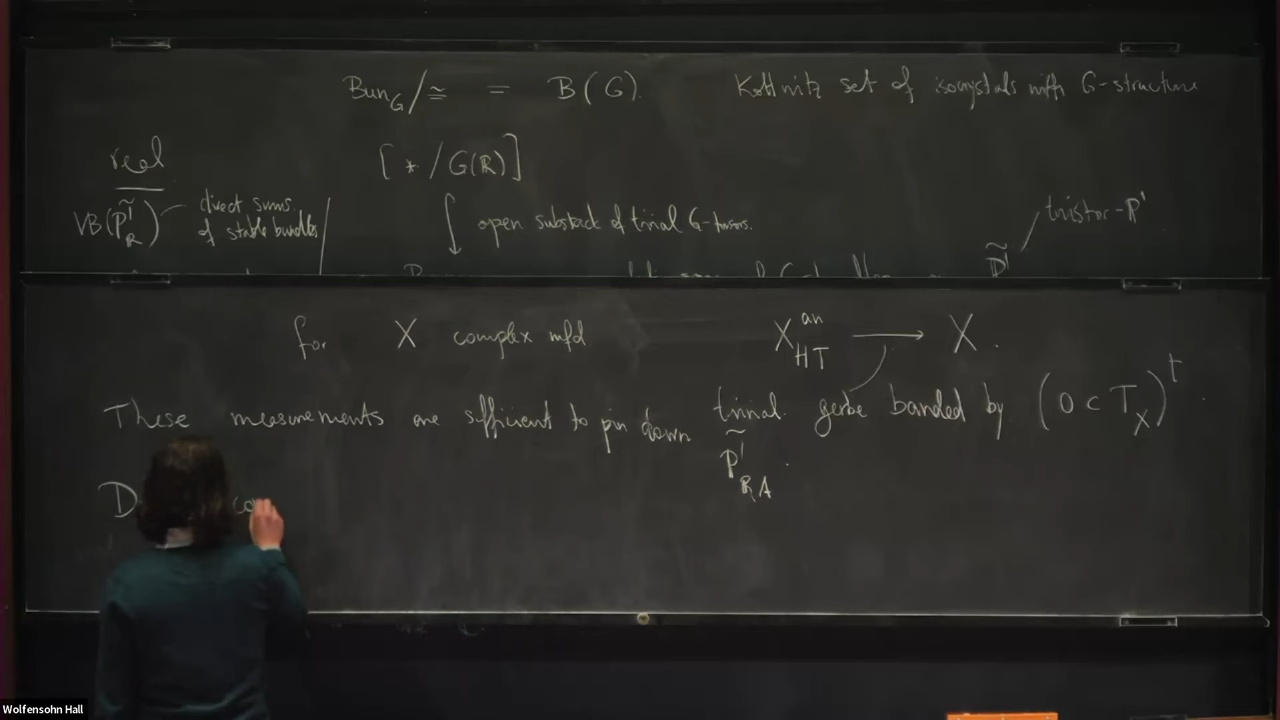 Bun_G/≅ = B(G). Kottwitz set of isocrystals with G-structure
real [*/G(ℝ)]
VB(P̃¹_ℝ) direct sums of stable bundles
open substack of trivial G-torsors.
twistor-P¹
P̃¹
for X complex mfd X^an_HT → X.
These measurements are sufficient to pin down P̃¹_{ℝ,A}.
trivial gerbe banded by (0 ⊂ T_X)^†.
D
Wolfensohn Hall